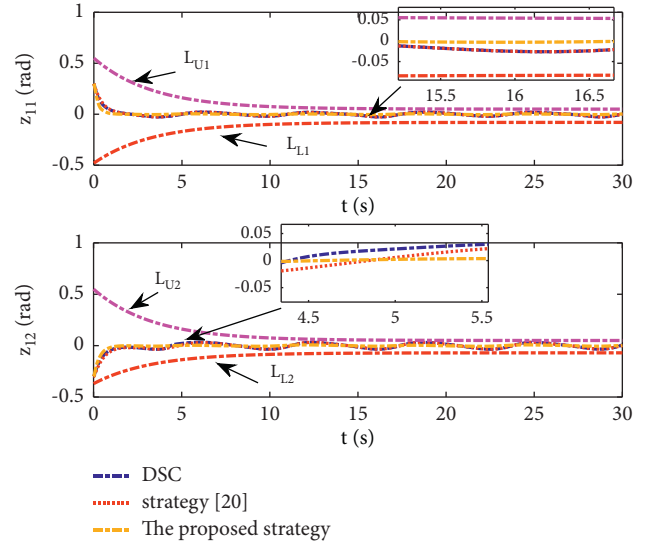 1
0.5
0
-0.5
z11 (rad)
LU1
LL1
0.05
0
-0.05
15.5 16 16.5
0 5 10 15 20 25 30
t (s)
1
0.5
0
-0.5
z12 (rad)
LU2
LL2
0.05
0
-0.05
4.5 5 5.5
0 5 10 15 20 25 30
t (s)
DSC
strategy [20]
The proposed strategy